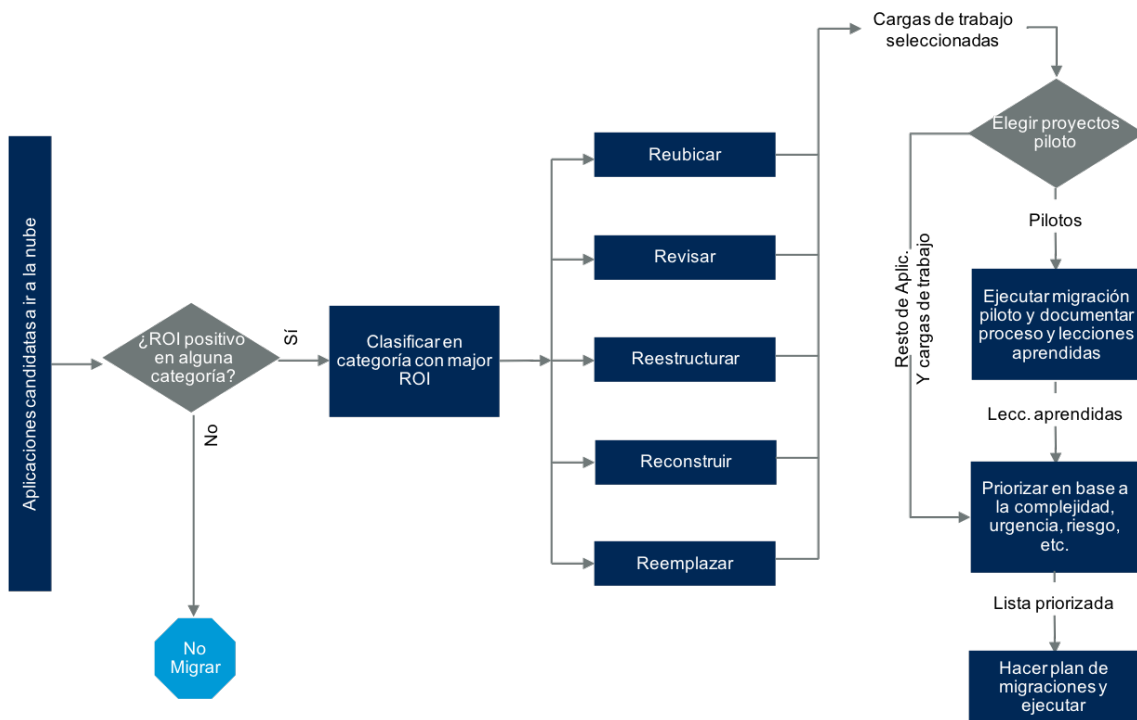 Aplicaciones candidatas a ir a la nube
¿ROI positivo
en alguna
categoría?
Sí
No
No
Migrar
Clasificar en
categoría con major
ROI
Reubicar
Revisar
Reestructurar
Reconstruir
Reemplazar
Cargas de trabajo
seleccionadas
Elegir proyectos
piloto
Pilotos
Resto de Aplic.
Y cargas de trabajo
Ejecutar migración
piloto y documentar
proceso y lecciones
aprendidas
Lecc. aprendidas
Priorizar en base a
la complejidad,
urgencia, riesgo,
etc.
Lista priorizada
Hacer plan de
migraciones y
ejecutar